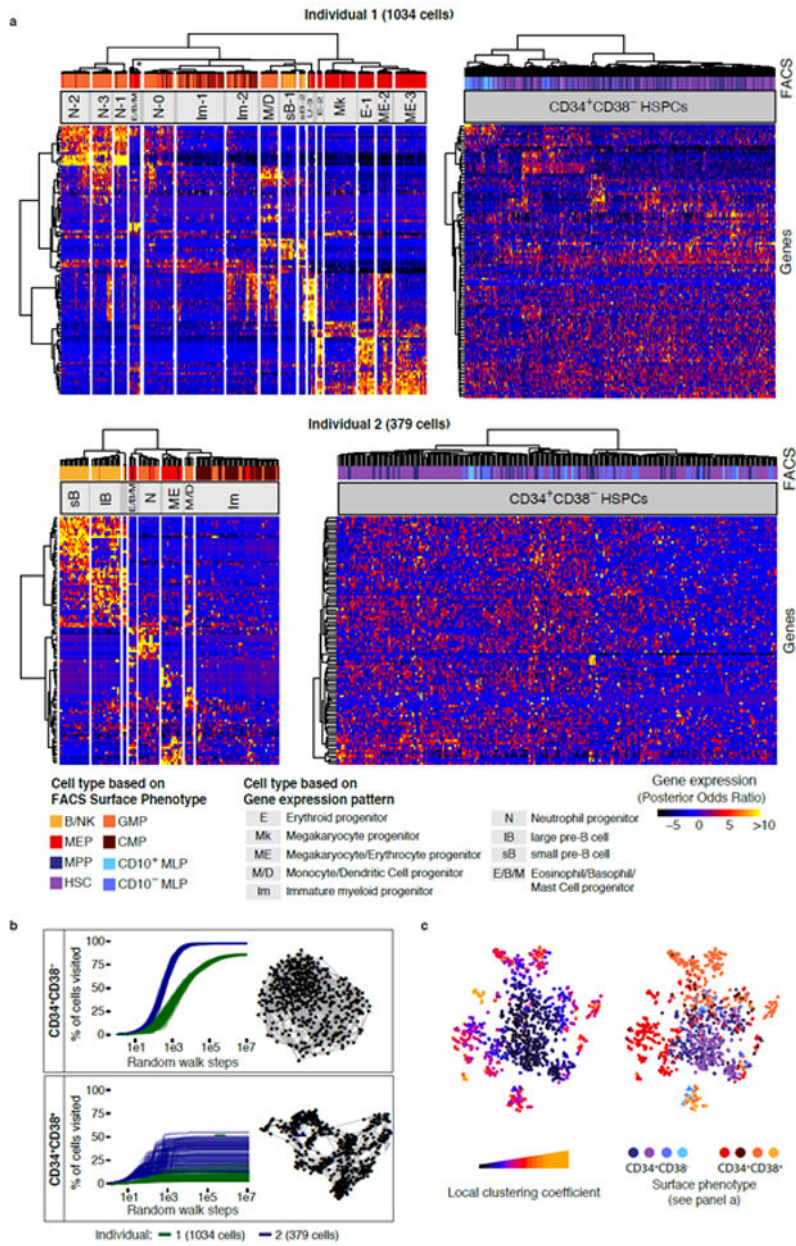 Individual 1 (1034 cells)
a
FACS
N-2
N-3
N-1
E/B/M
N-0
Im-1
Im-2
M/D
sB-1
sB-2
E-2
Mk
E-1
ME-2
ME-3
CD34+CD38− HSPCs
Genes
Individual 2 (379 cells)
FACS
sB
lB
E/B/M
N
ME
M/D
Im
CD34+CD38− HSPCs
Genes
Cell type based on
FACS Surface Phenotype
B/NK
GMP
MEP
CMP
MPP
CD10+ MLP
HSC
CD10− MLP
Cell type based on
Gene expression pattern
E Erythroid progenitor
Mk Megakaryocyte progenitor
ME Megakaryocyte/Erythrocyte progenitor
M/D Monocyte/Dendritic Cell progenitor
Im Immature myeloid progenitor
N Neutrophil progenitor
lB large pre-B cell
sB small pre-B cell
E/B/M Eosinophil/Basophil/
Mast Cell progenitor
Gene expression
(Posterior Odds Ratio)
−5 0 5 >10
b
CD34+CD38−
% of cells visited
100
75
50
25
0
1e1 1e3 1e5 1e7
Random walk steps
CD34+CD38+
% of cells visited
100
75
50
25
0
1e1 1e3 1e5 1e7
Random walk steps
Individual: 1 (1034 cells) 2 (379 cells)
c
Local clustering coefficient
CD34+CD38- CD34+CD38+
Surface phenotype
(see panel a)